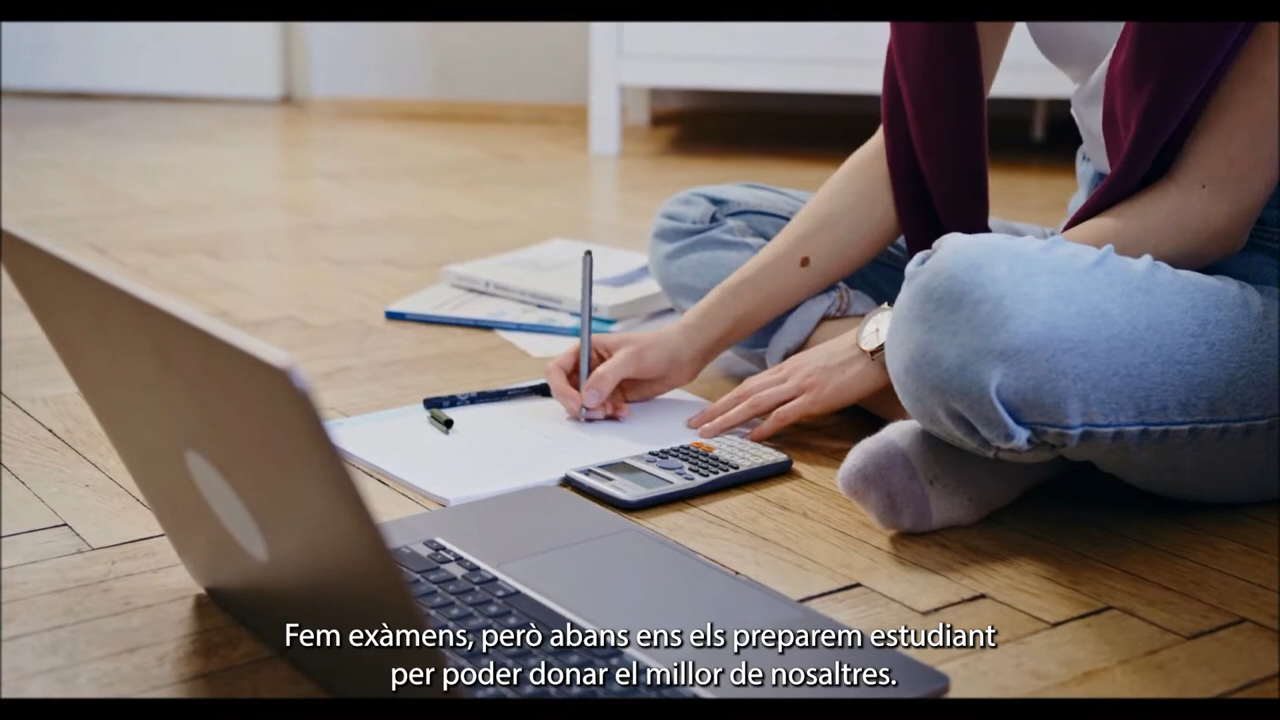 Fem exàmens, però abans ens els preparem estudiant
per poder donar el millor de nosaltres.